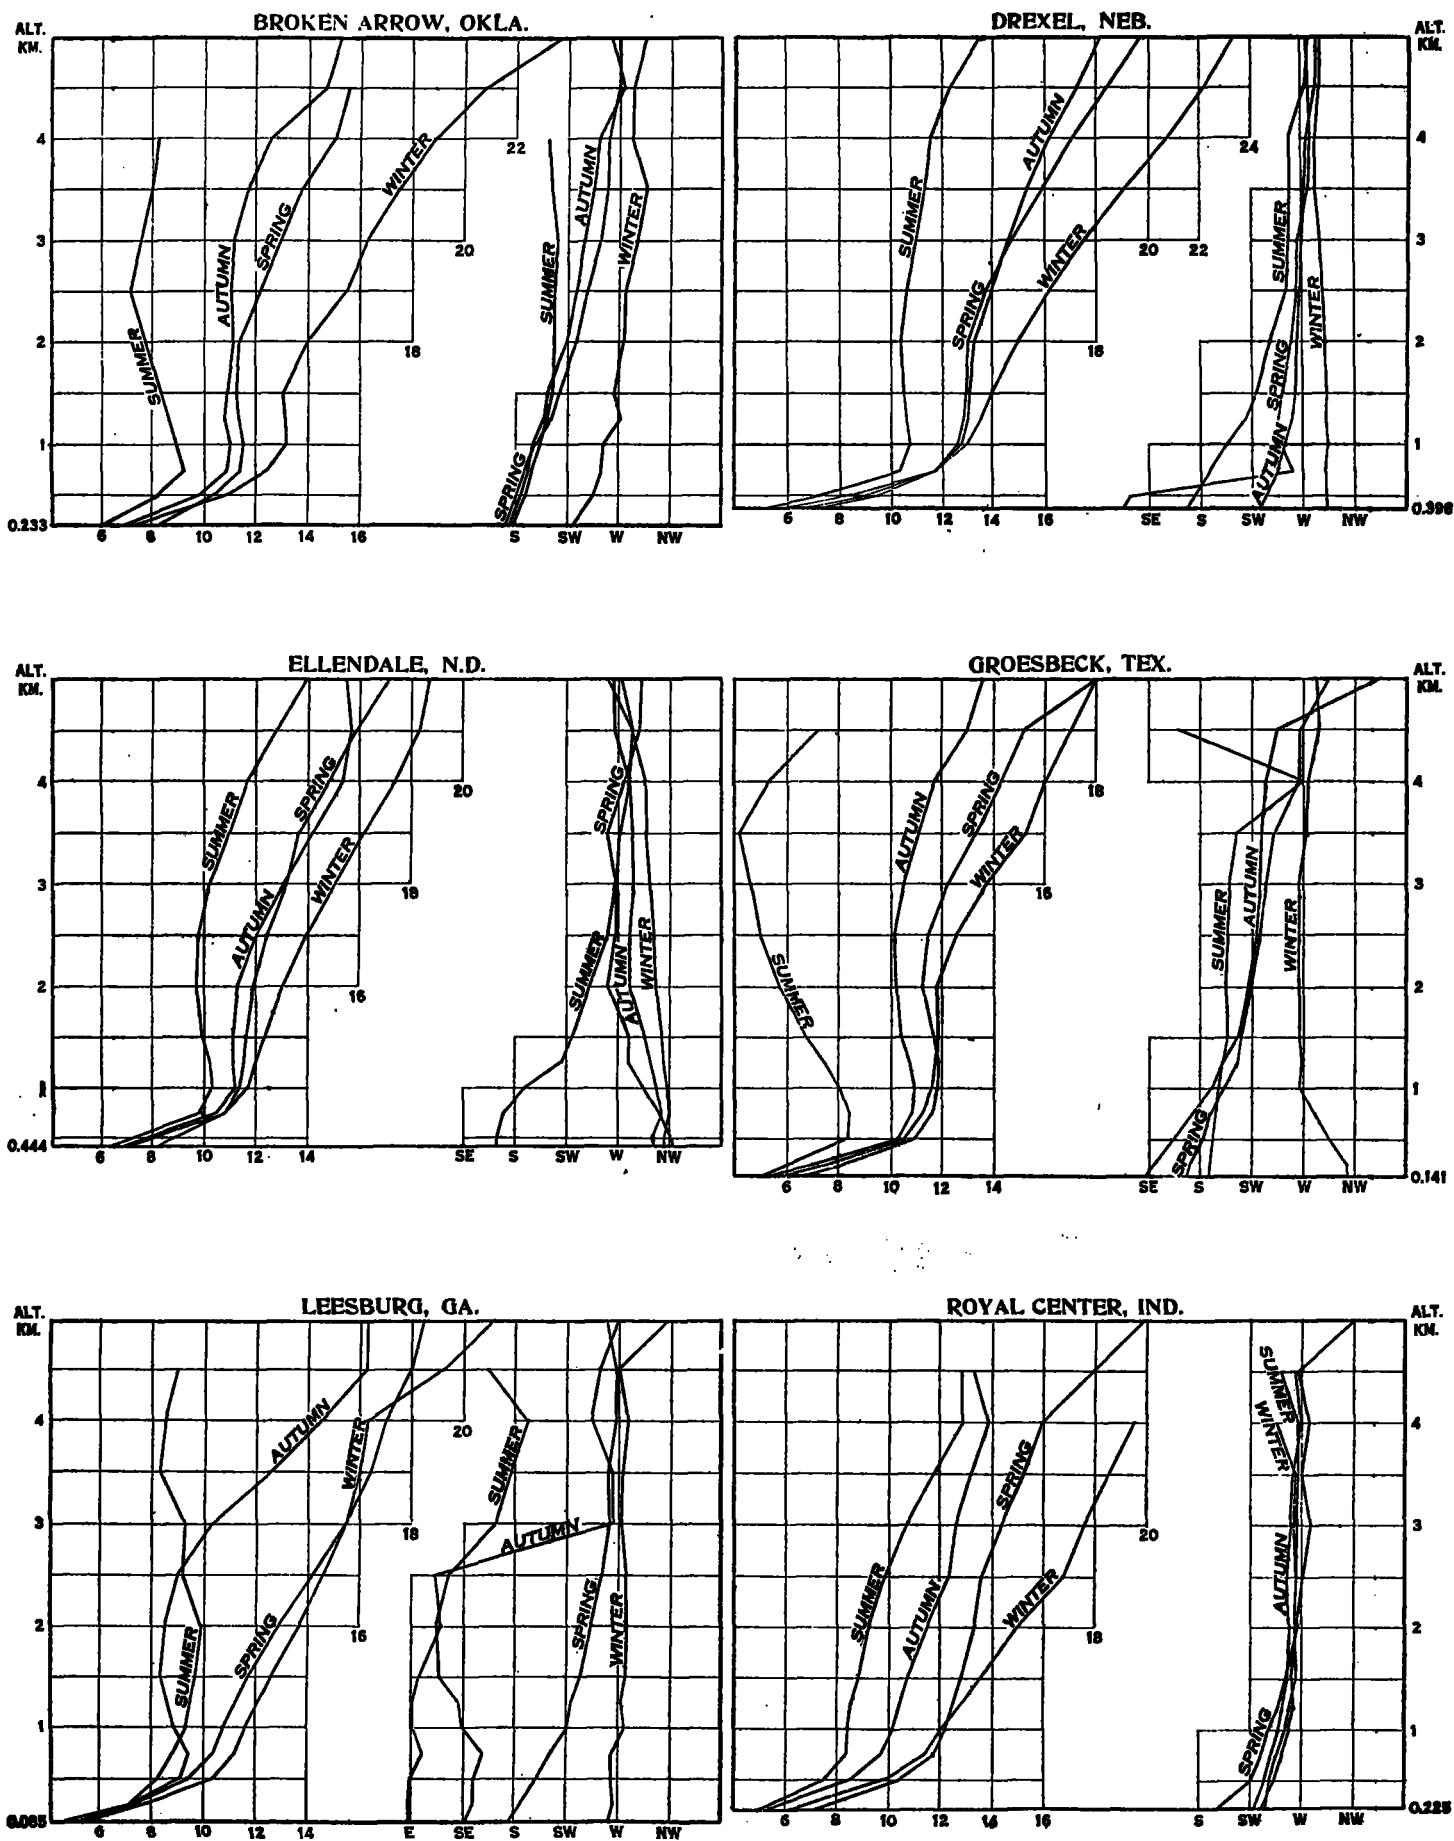 BROKEN ARROW, OKLA.
DREXEL, NEB.
ALT. KM.
ALT. KM.
4
22
AUTUMN
WINTER
24
4
AUTUMN
SUMMER
SPRING
WINTER
SUMMER
3
20
20 22
3
AUTUMN
SUMMER
WINTER
SPRING
WINTER
2
18
18
2
SUMMER
SPRING
1
SPRING
AUTUMN
1
0.233
0.396
6 8 10 12 14 16 S SW W NW
6 8 10 12 14 16 SE S SW W NW
ELLENDALE, N.D.
GROESBECK, TEX.
ALT. KM.
ALT. KM.
4
SPRING
20
SPRING
18
4
SUMMER
SPRING
AUTUMN
WINTER
WINTER
AUTUMN
3
18
16
3
AUTUMN
SUMMER
AUTUMN
WINTER
SUMMER
SUMMER
WINTER
2
16
2
1
1
SPRING
0.444
0.141
6 8 10 12 14 SE S SW W NW
6 8 10 12 14 SE S SW W NW
LEESBURG, GA.
ROYAL CENTER, IND.
ALT. KM.
ALT. KM.
SUMMER
4
AUTUMN
20
4
WINTER
SUMMER
SPRING
WINTER
3
18
AUTUMN
20
3
SUMMER
AUTUMN
AUTUMN
WINTER
2
SUMMER
SPRING
16
SPRING
WINTER
18
2
1
SPRING
1
0.085
0.225
6 8 10 12 14 E SE S SW W NW
6 8 10 12 14 16 S SW W NW